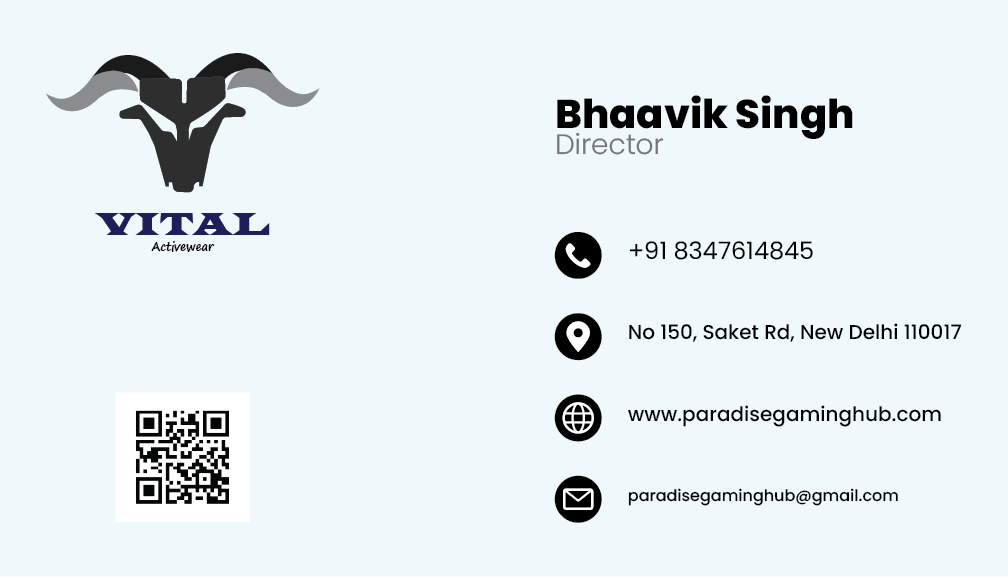 VITAL
Activewear
Bhaavik Singh
Director
+91 8347614845
No 150, Saket Rd, New Delhi 110017
www.paradisegaminghub.com
paradisegaminghub@gmail.com